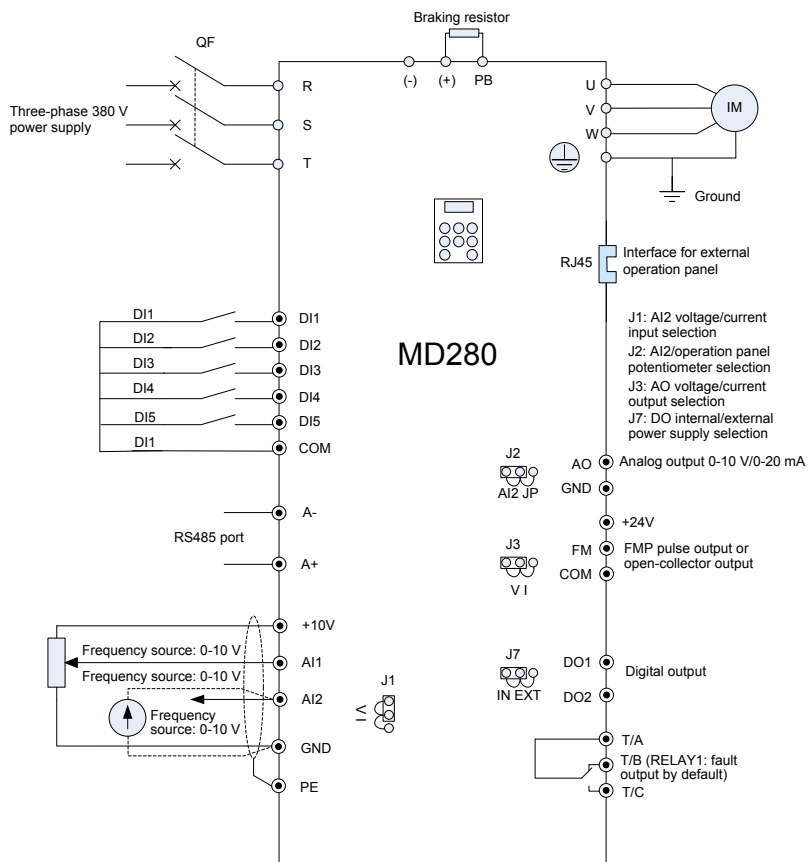 Braking resistor
QF
(-)
(+)
PB
R
U
V
IM
Three-phase 380 V
power supply
S
W
T
Ground
RJ45
Interface for external
operation panel
DI1
DI1
DI2
DI2
DI3
DI3
DI4
DI4
DI5
DI5
DI1
COM
MD280
J1: AI2 voltage/current
input selection
J2: AI2/operation panel
potentiometer selection
J3: AO voltage/current
output selection
J7: DO internal/external
power supply selection
J2
AI2 JP
AO
Analog output 0-10 V/0-20 mA
GND
A-
RS485 port
A+
+24V
J3
V I
FM
FMP pulse output or
open-collector output
COM
+10V
Frequency source: 0-10 V
AI1
Frequency source: 0-10 V
AI2
Frequency
source: 0-10 V
GND
PE
J1
V I
J7
IN EXT
DO1
Digital output
DO2
T/A
T/B (RELAY1: fault
output by default)
T/C